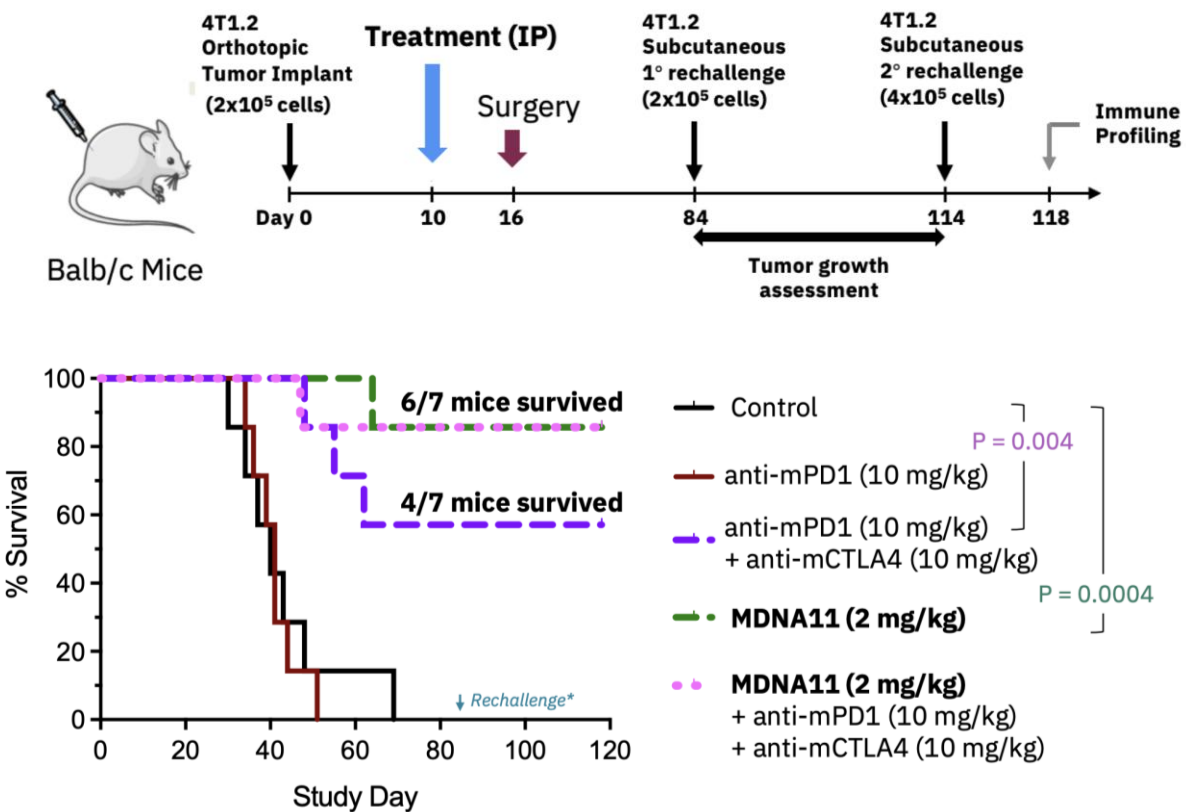 4T1.2
Orthotopic
Tumor Implant
(2x10⁵ cells)
Treatment (IP)
Surgery
4T1.2
Subcutaneous
1° rechallenge
(2x10⁵ cells)
4T1.2
Subcutaneous
2° rechallenge
(4x10⁵ cells)
Immune
Profiling
Day 0
10
16
84
114
118
Tumor growth
assessment
Balb/c Mice
% Survival
100
80
60
40
20
0
6/7 mice survived
4/7 mice survived
Rechallenge*
0
20
40
60
80
100
120
Study Day
Control
anti-mPD1 (10 mg/kg)
anti-mPD1 (10 mg/kg)
+ anti-mCTLA4 (10 mg/kg)
MDNA11 (2 mg/kg)
MDNA11 (2 mg/kg)
+ anti-mPD1 (10 mg/kg)
+ anti-mCTLA4 (10 mg/kg)
P = 0.004
P = 0.0004